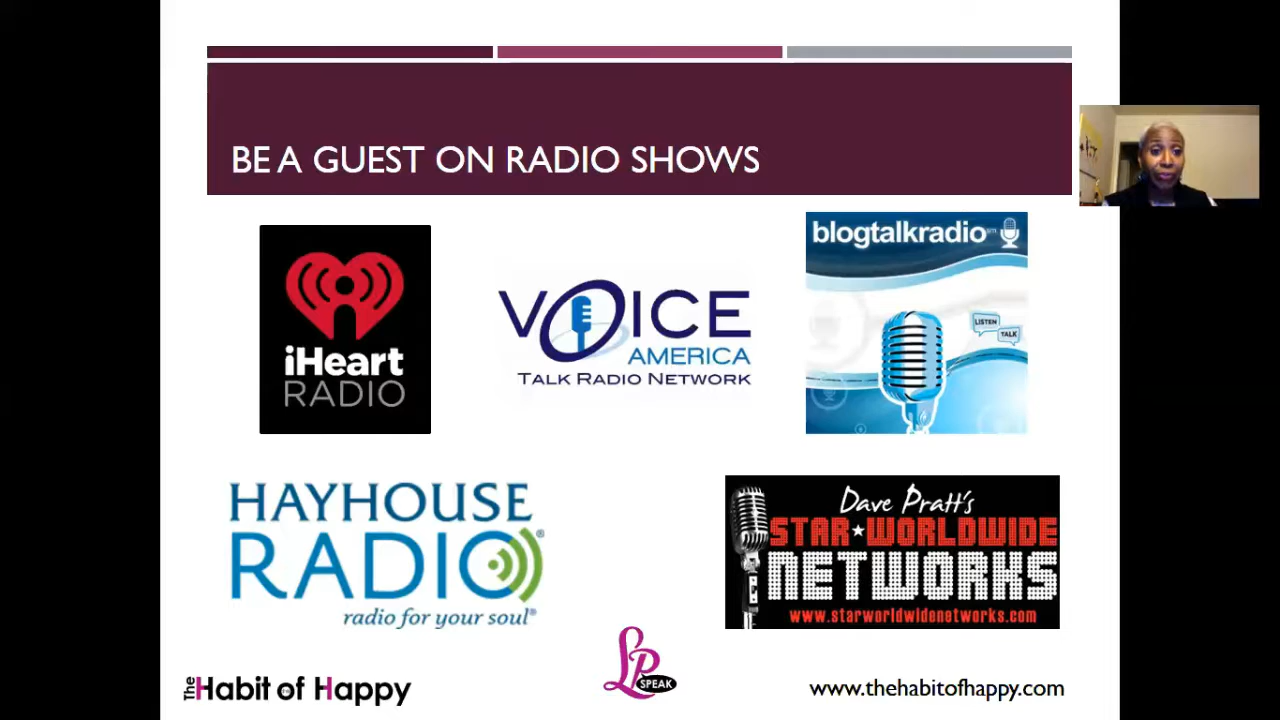 BE A GUEST ON RADIO SHOWS
iHeart
RADIO
VOICE
AMERICA
TALK RADIO NETWORK
blogtalkradio
LISTEN
TALK
HAYHOUSE
RADIO®
radio for your soul®
Dave Pratt's
STAR★WORLDWIDE
NETWORKS
www.starworldwidenetworks.com
The Habit of Happy
LP
SPEAK
www.thehabitofhappy.com